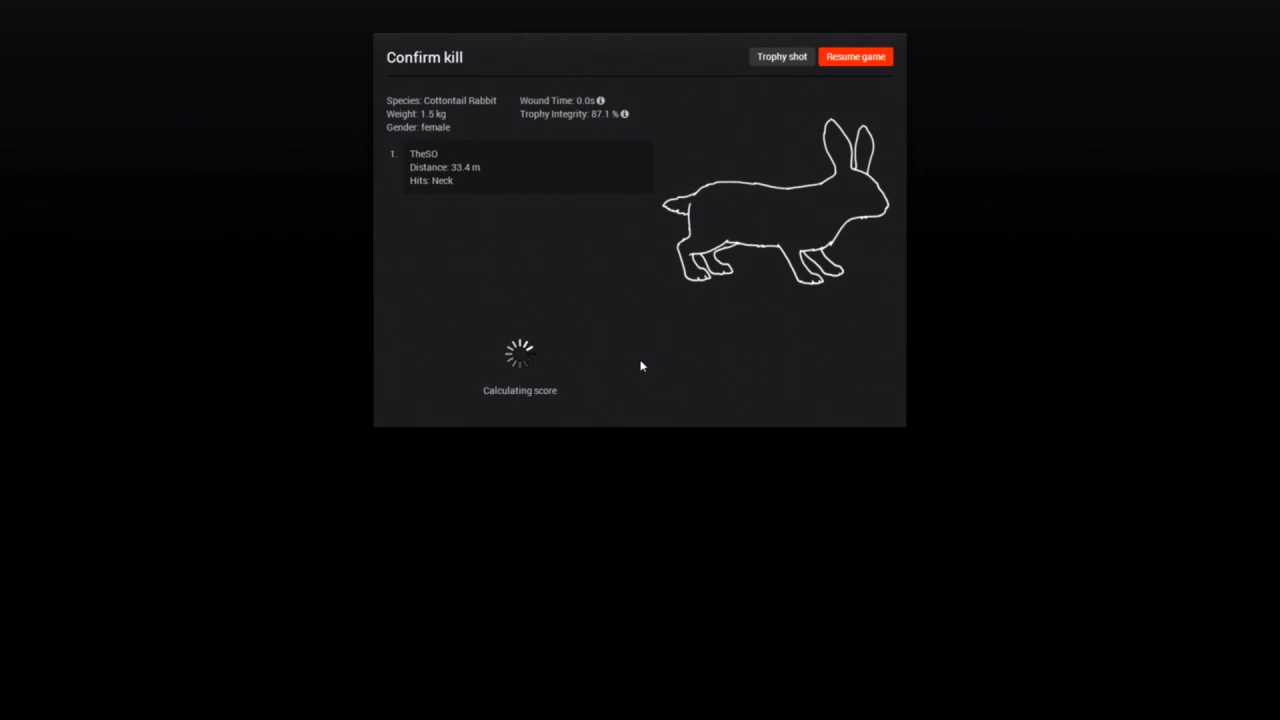 Confirm kill
Trophy shot
Resume game
Species: Cottontail Rabbit
Weight: 1.5 kg
Gender: female
Wound Time: 0.0s
Trophy Integrity: 87.1 %
1.
TheSO
Distance: 33.4 m
Hits: Neck
Calculating score